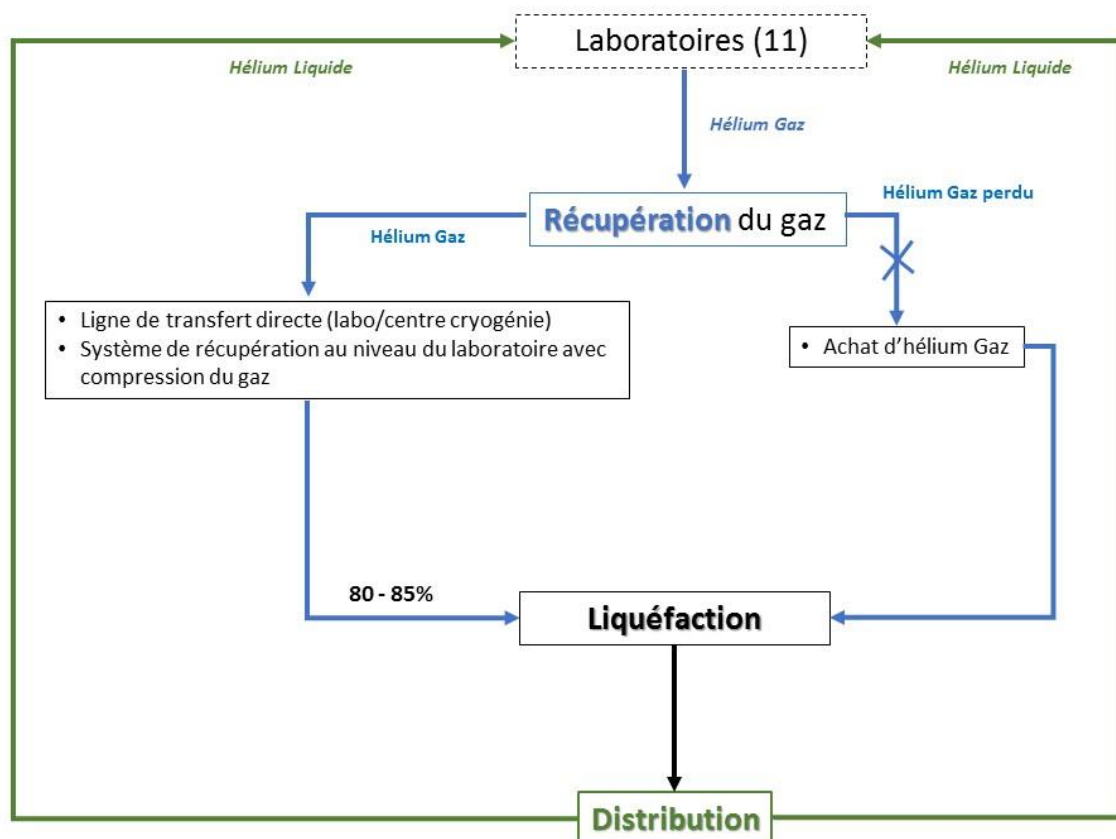 Laboratoires (11)
Hélium Liquide
Hélium Liquide
Hélium Gaz
Hélium Gaz perdu
Récupération du gaz
Hélium Gaz
• Ligne de transfert directe (labo/centre cryogénie)
• Système de récupération au niveau du laboratoire avec
compression du gaz
• Achat d’hélium Gaz
80 - 85%
Liquéfaction
Distribution